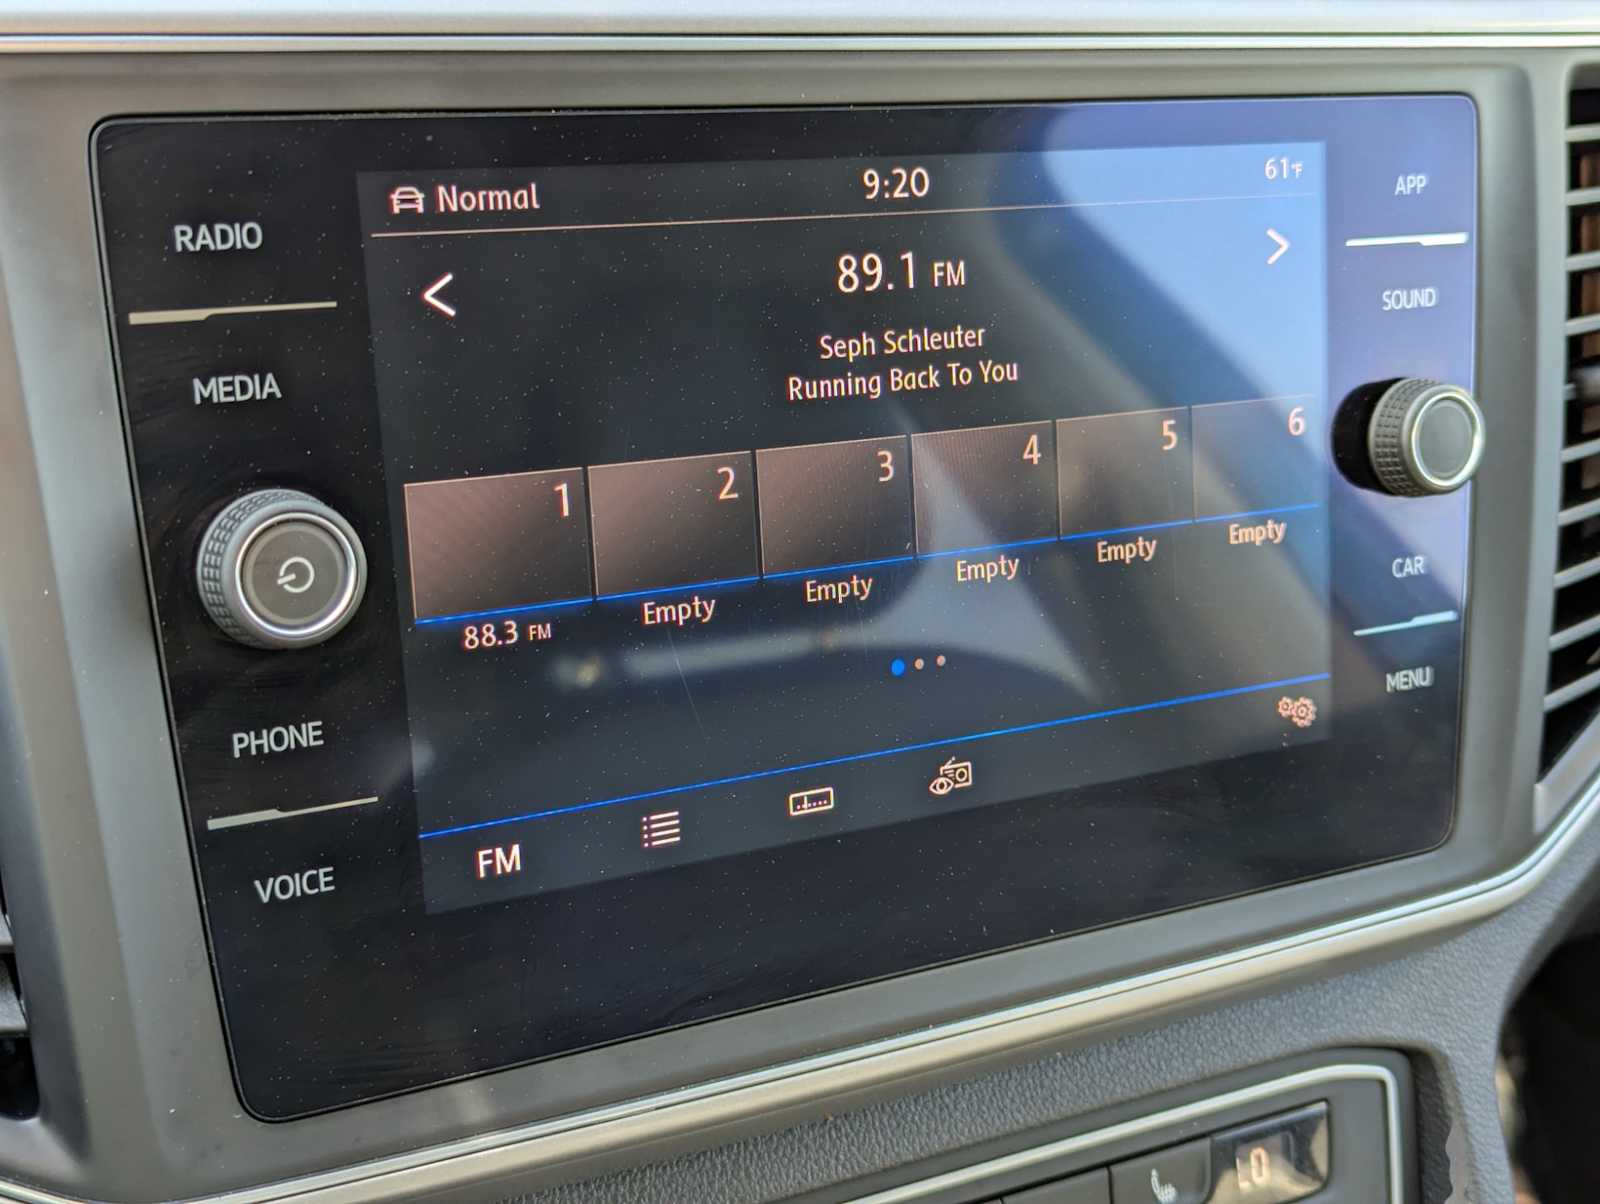 RADIO
MEDIA
PHONE
VOICE
Normal
9:20
61°F
89.1 FM
Seph Schleuter
Running Back To You
1
2
3
4
5
6
88.3 FM
Empty
Empty
Empty
Empty
Empty
FM
APP
SOUND
CAR
MENU
LO